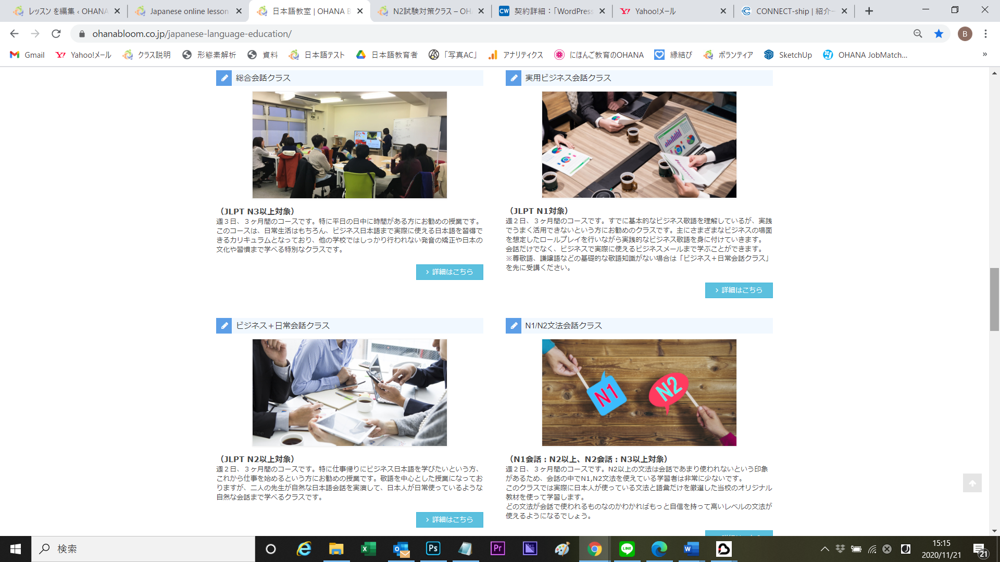 レッスン を編集 ‹ OHANA
Japanese online lesson
日本語教室 | OHANA B
N2試験対策クラス – OH
CW
契約詳細：「WordPress
Yahoo!メール
CONNECT-ship | 紹介
ohanabloom.co.jp/japanese-language-education/
B
Gmail
Yahoo!メール
クラス説明
形態素解析
資料
日本語テスト
日本語教育者
「写真AC」
アナリティクス
にほんご教育のOHANA
縁結び
ボランティア
SketchUp
OHANA JobMatch...
»
総合会話クラス
（JLPT N3以上対象）
週３日、３ヶ月間のコースです。特に平日の日中に時間がある方にお勧めの授業です。
このコースは、日常生活はもちろん、ビジネス日本語まで実際に使える日本語を習得で
きるカリキュラムとなっており、他の学校ではしっかり行われない発音の矯正や日本の
文化や習慣まで学べる特別なクラスです。
詳細はこちら
実用ビジネス会話クラス
（JLPT N1対象）
週２日、３ヶ月間のコースです。すでに基本的なビジネス敬語を理解しているが、実践
でうまく活用できないという方にお勧めのクラスです。主にさまざまなビジネスの場面
を想定したロールプレイを行いながら実践的なビジネス敬語を身に付けていきます。
会話だけでなく、ビジネスで実際に使えるビジネスメールまで学ぶことができます。
※尊敬語、謙譲語などの基礎的な敬語知識がない場合は「ビジネス＋日常会話クラス」
を先に受講ください。
詳細はこちら
ビジネス＋日常会話クラス
（JLPT N2以上対象）
週２日、３ヶ月間のコースです。特に仕事帰りにビジネス日本語を学びたいという方、
これから仕事を始めるという方にお勧めの授業です。敬語を中心とした授業になってお
りますが、二人の先生が自然な日本語会話を実演して、日本人が日常使っているような
自然な会話まで学べるクラスです。
詳細はこちら
N1/N2文法会話クラス
N1
N2
（N1会話：N2以上、N2会話：N3以上対象）
週２日、３ヶ月間のコースです。N2以上の文法は会話であまり使われないという印象
があるため、会話の中でN1,N2文法を使えている学習者は非常に少ないです。
このクラスでは実際に日本人が使っている文法と語彙だけを厳選した当校のオリジナル
教材を使って学習します。
どの文法が会話で使われるものなのかわかればもっと自信を持って高いレベルの文法が
使えるようになるでしょう。
検索
Ps
Pr
LINE
15:15
2020/11/21
21